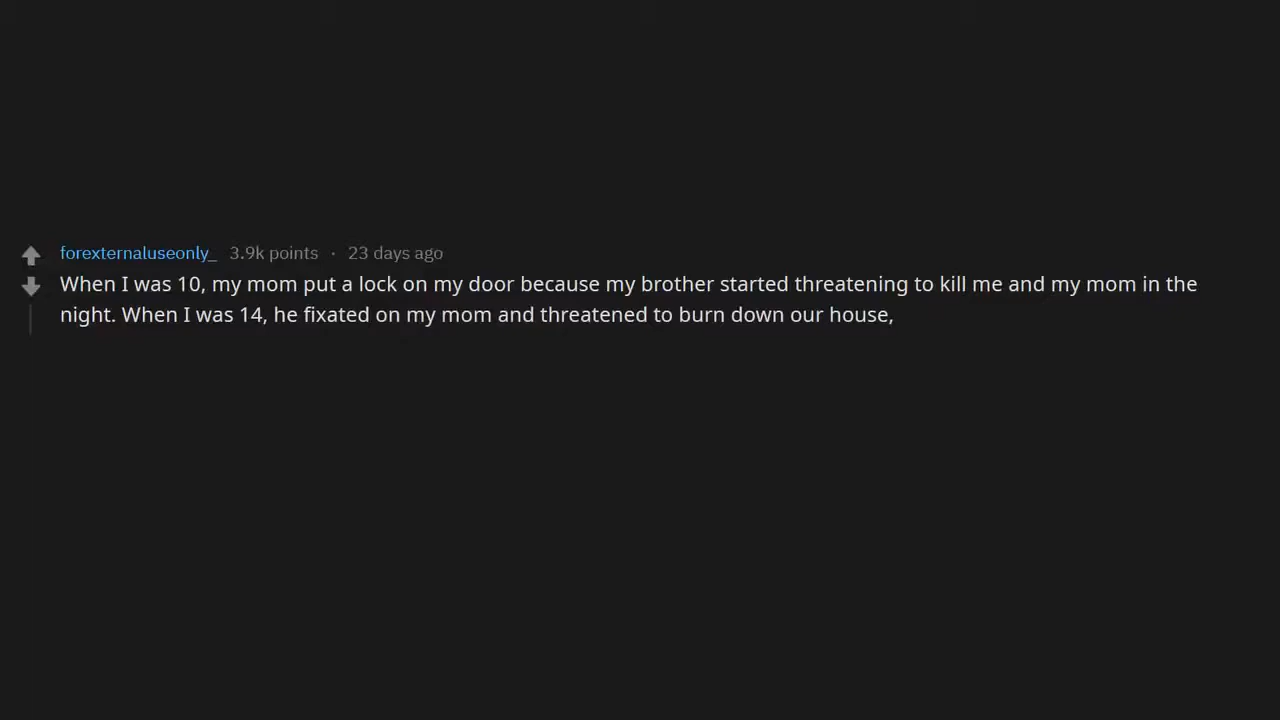 forexternaluseonly_ 3.9k points · 23 days ago
When I was 10, my mom put a lock on my door because my brother started threatening to kill me and my mom in the
night. When I was 14, he fixated on my mom and threatened to burn down our house,